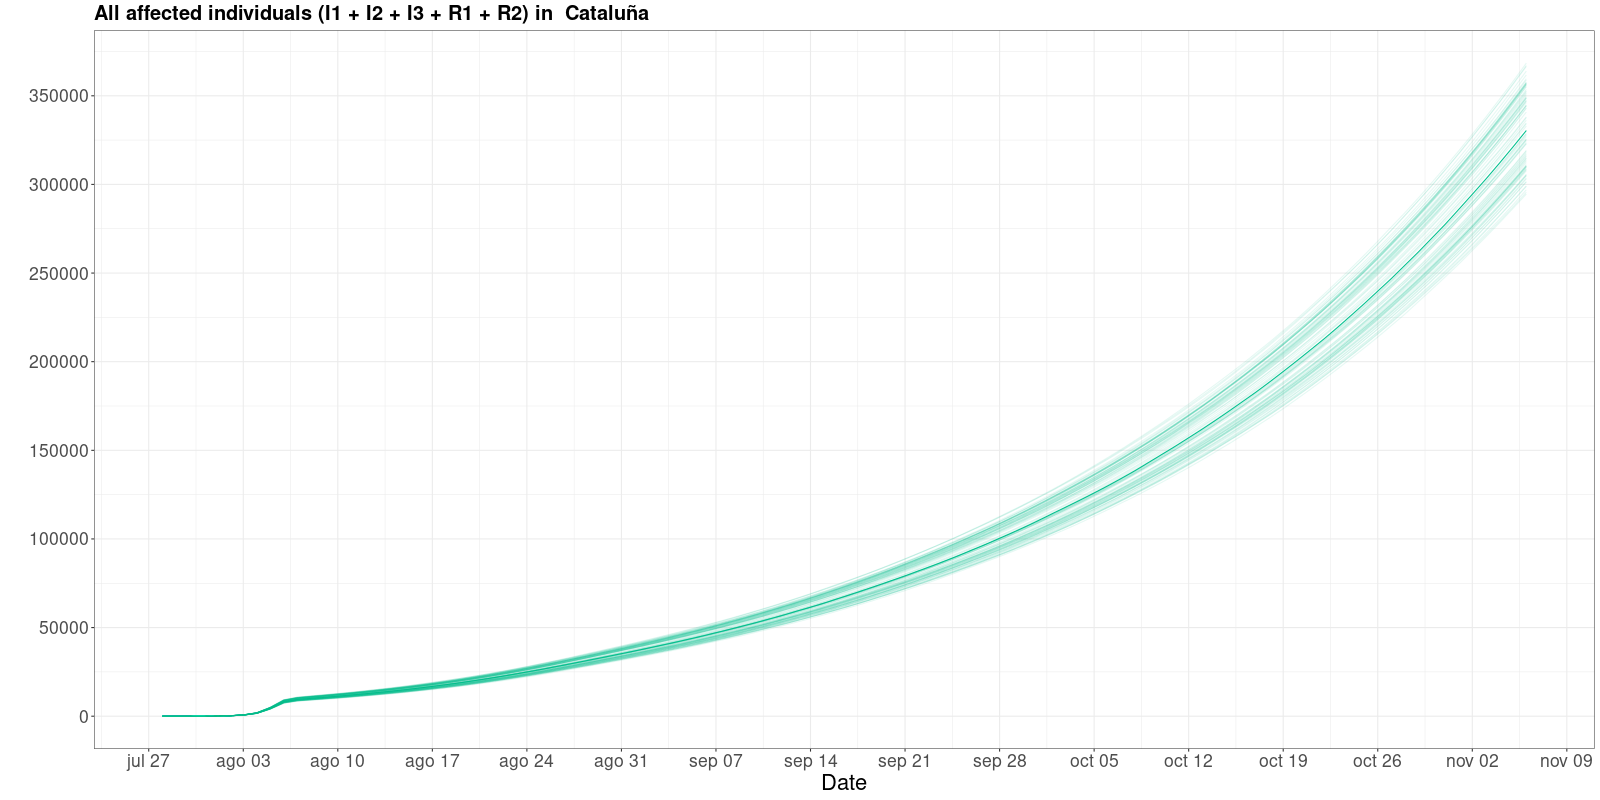 All affected individuals (I1 + I2 + I3 + R1 + R2) in  Cataluña
350000
300000
250000
200000
150000
100000
50000
0
jul 27 ago 03 ago 10 ago 17 ago 24 ago 31 sep 07 sep 14 sep 21 sep 28 oct 05 oct 12 oct 19 oct 26 nov 02 nov 09
Date